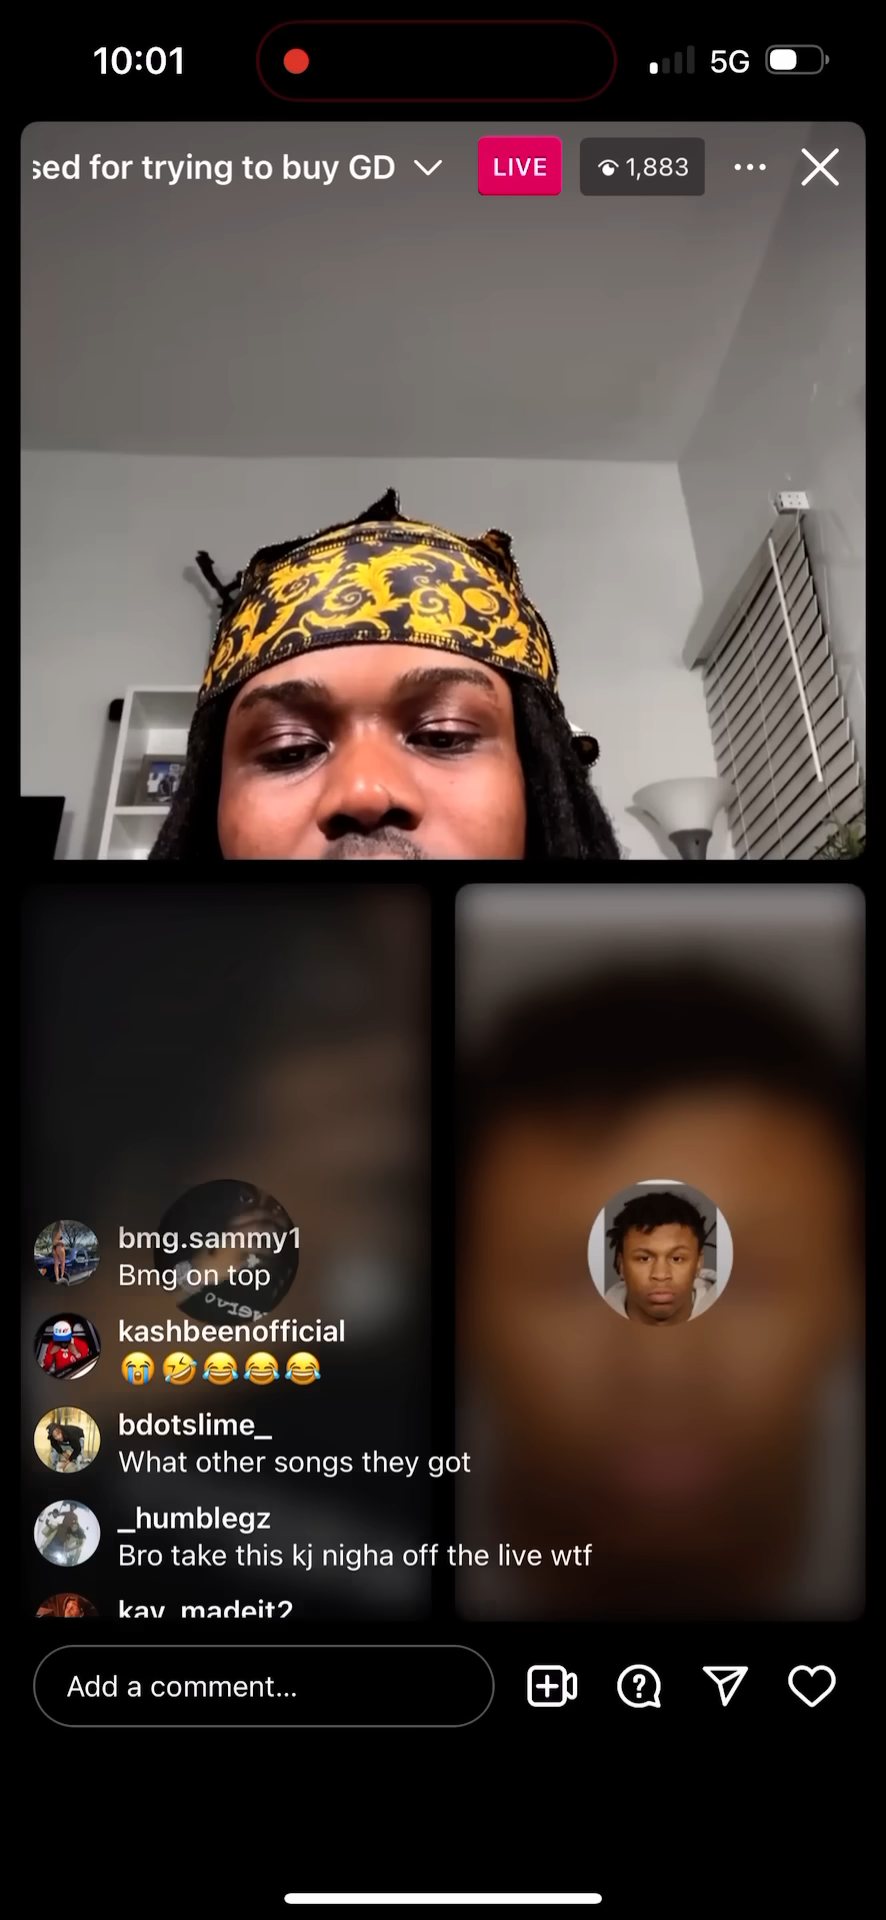 10:01
5G
sed for trying to buy GD
LIVE
1,883
bmg.sammy1
Bmg on top
kashbeenofficial
😭🤣😂😂😂
bdotslime_
What other songs they got
_humblegz
Bro take this kj nigha off the live wtf
kay_madeit2
Add a comment...